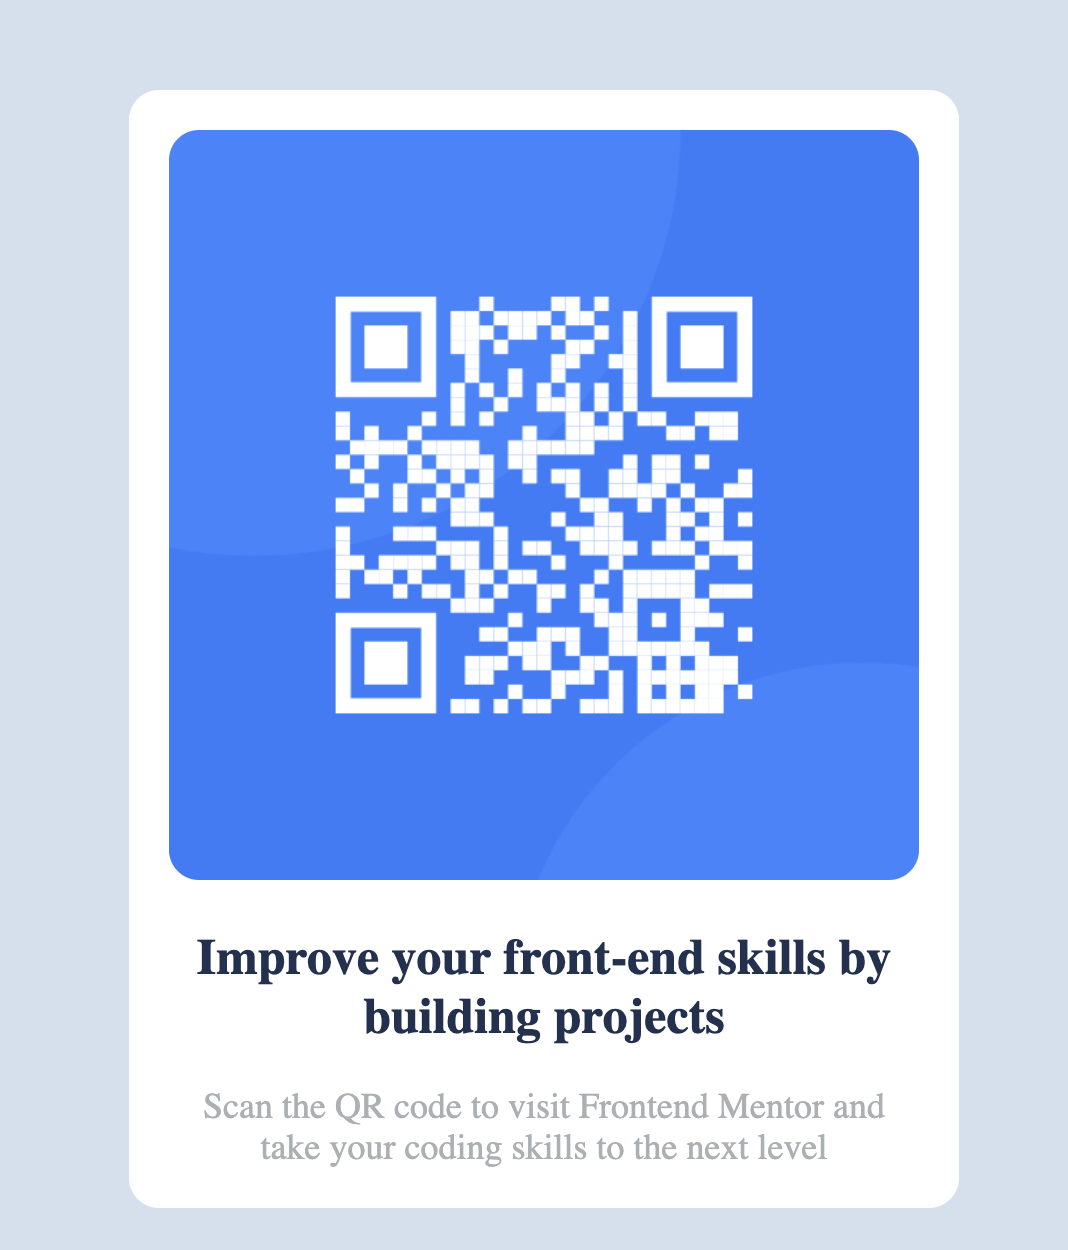 Improve your front-end skills by
building projects
Scan the QR code to visit Frontend Mentor and
take your coding skills to the next level